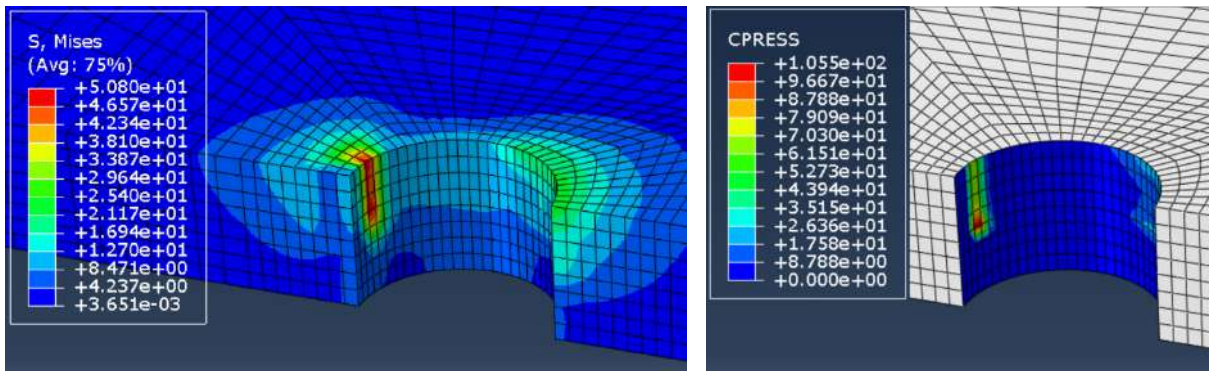 S, Mises
(Avg: 75%)
+5.080e+01
+4.657e+01
+4.234e+01
+3.810e+01
+3.387e+01
+2.964e+01
+2.540e+01
+2.117e+01
+1.694e+01
+1.270e+01
+8.471e+00
+4.237e+00
+3.651e-03
CPRESS
+1.055e+02
+9.667e+01
+8.788e+01
+7.909e+01
+7.030e+01
+6.151e+01
+5.273e+01
+4.394e+01
+3.515e+01
+2.636e+01
+1.758e+01
+8.788e+00
+0.000e+00